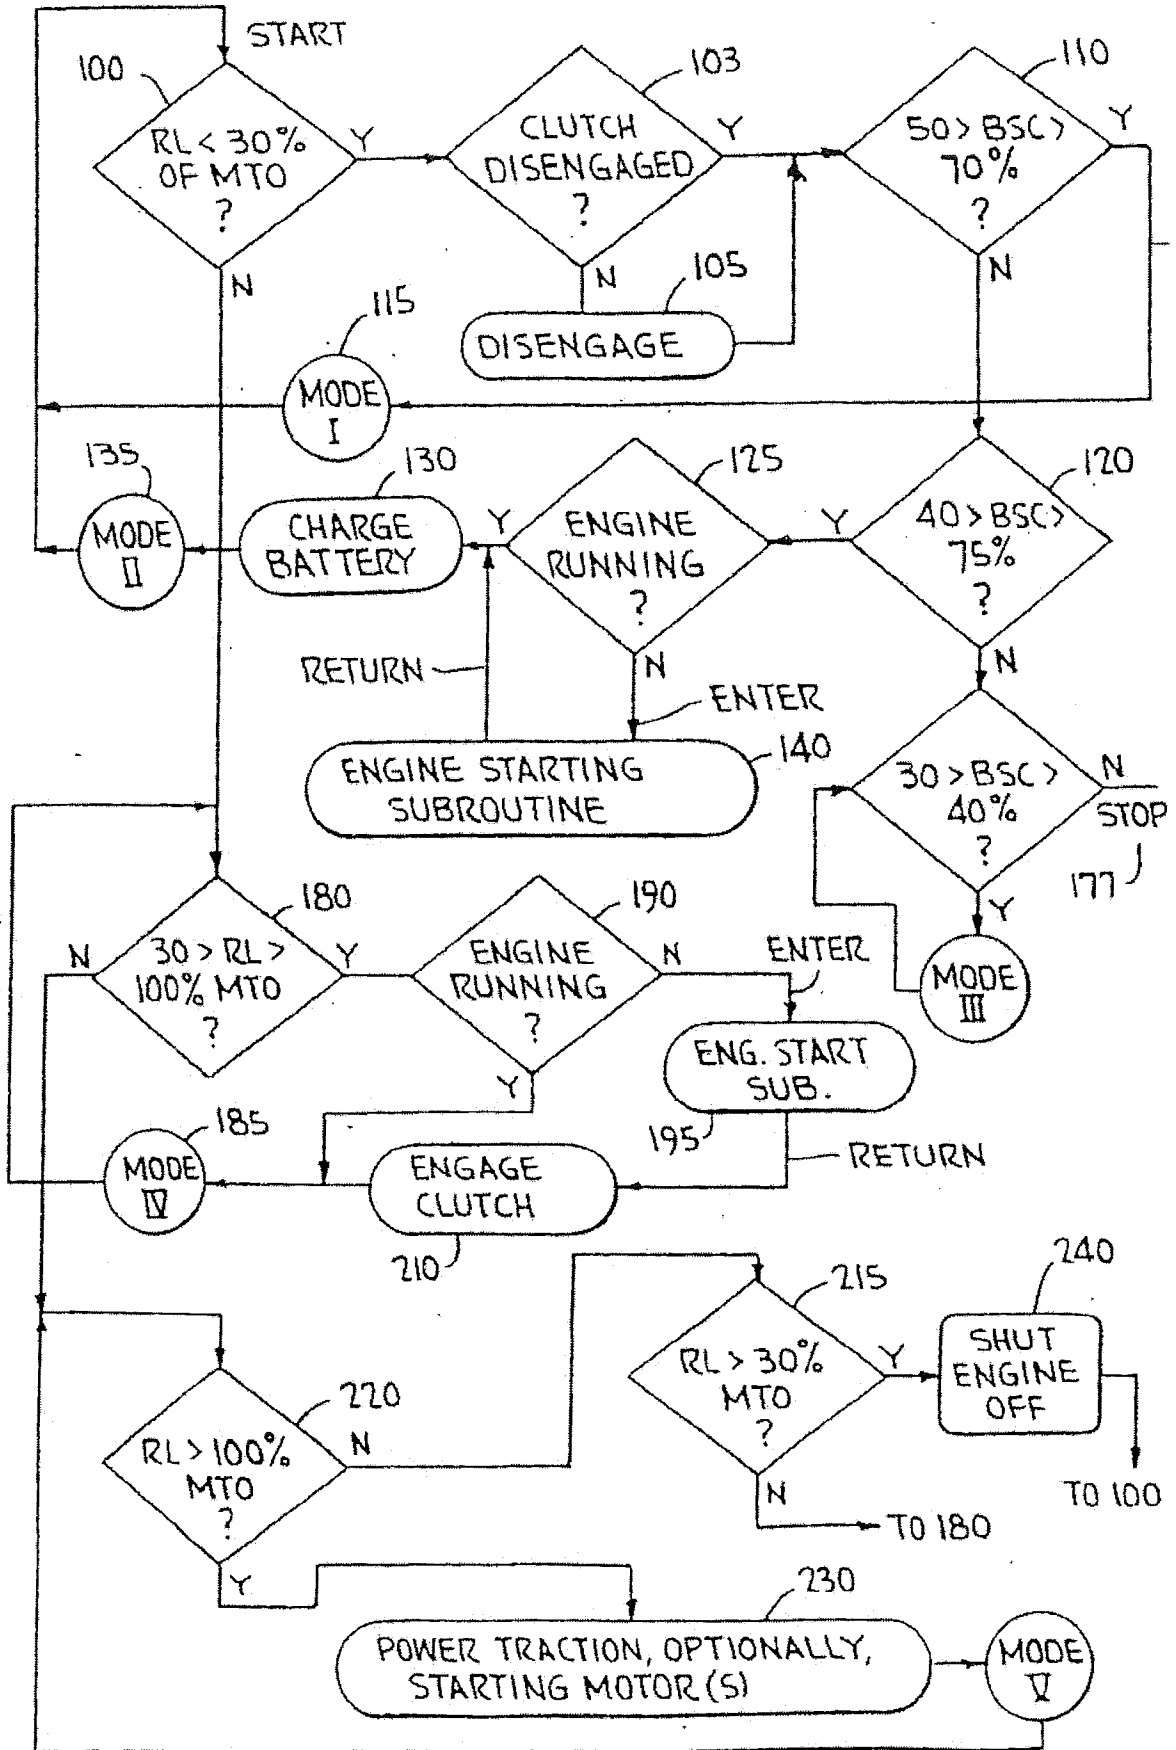 START
100
103
110
RL < 30%
OF MTO
?
Y
CLUTCH
DISENGAGED
?
Y
50 > BSC >
70%
?
Y
N
N
N
105
DISENGAGE
115
MODE
I
135
MODE
II
130
CHARGE
BATTERY
Y
125
ENGINE
RUNNING
?
Y
120
40 > BSC >
75%
?
N
N
RETURN
ENTER
140
ENGINE STARTING
SUBROUTINE
30 > BSC >
40%
?
N
STOP
177
Y
MODE
III
180
N
30 > RL >
100% MTO
?
Y
190
ENGINE
RUNNING
?
N
Y
ENTER
ENG. START
SUB.
195
RETURN
185
MODE
IV
ENGAGE
CLUTCH
210
220
RL > 100%
MTO
?
N
Y
215
RL > 30%
MTO
?
Y
N
240
SHUT
ENGINE
OFF
TO 100
TO 180
230
POWER TRACTION, OPTIONALLY,
STARTING MOTOR(S)
MODE
V